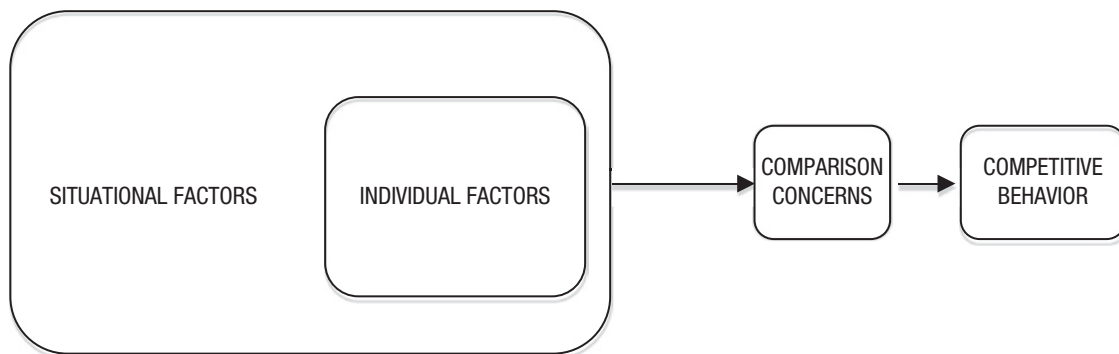 SITUATIONAL FACTORS
INDIVIDUAL FACTORS
COMPARISON
CONCERNS
COMPETITIVE
BEHAVIOR